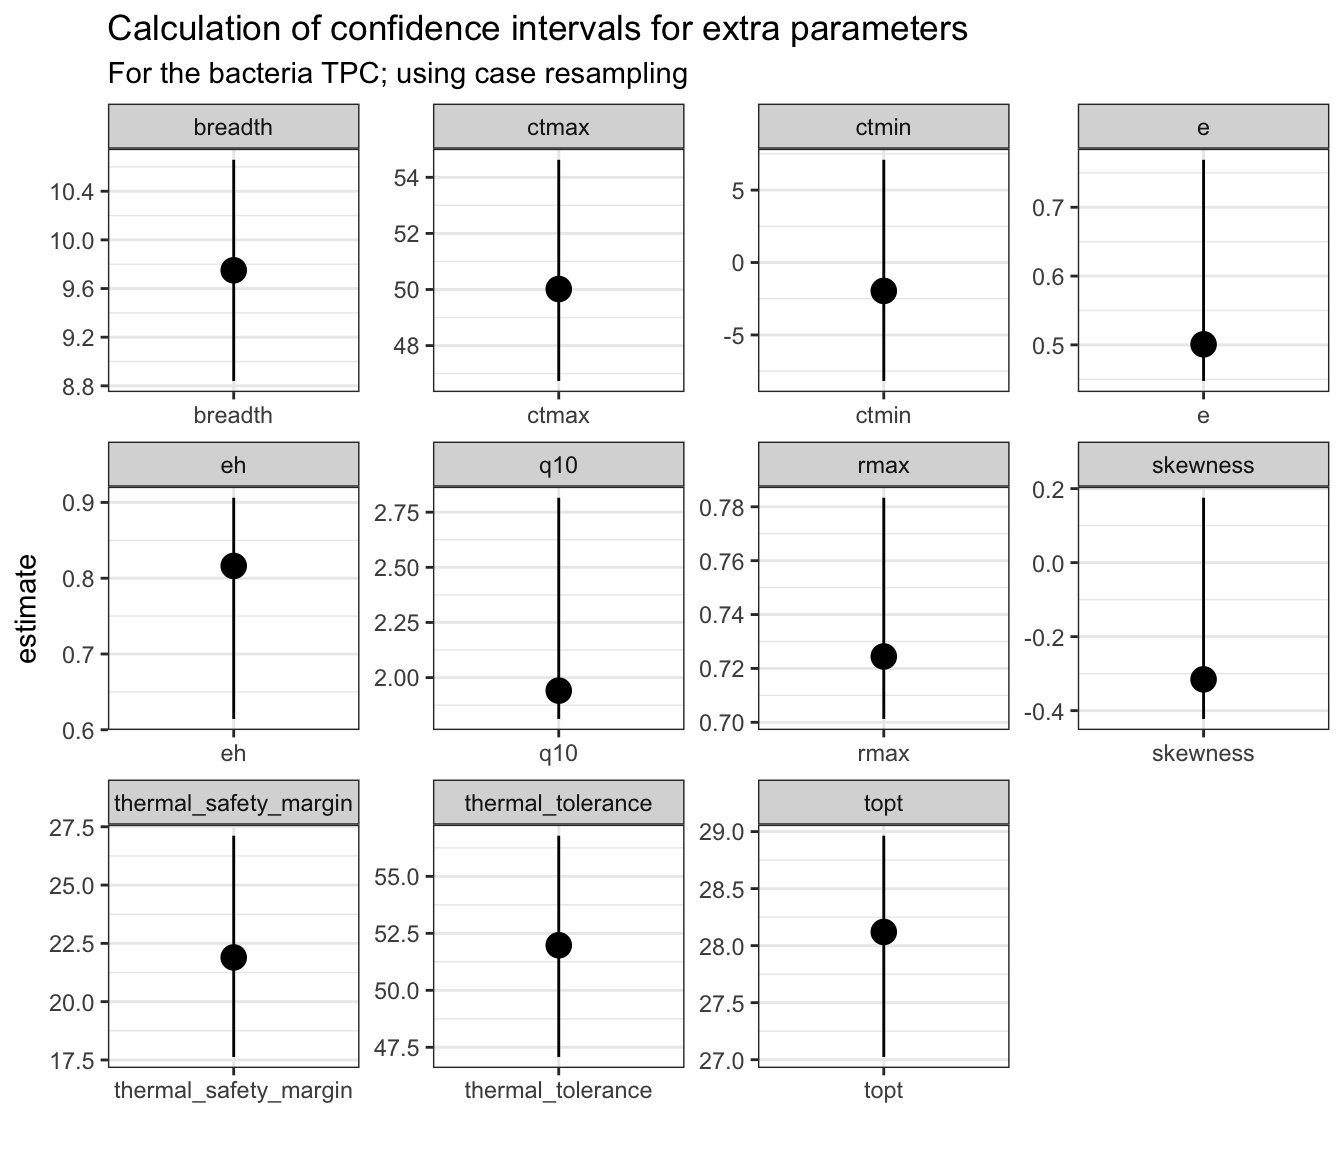 Calculation of confidence intervals for extra parameters
For the bacteria TPC; using case resampling
estimate
breadth
10.4
10.0
9.6
9.2
8.8
breadth
ctmax
54
52
50
48
ctmax
ctmin
5
0
-5
ctmin
e
0.7
0.6
0.5
e
eh
0.9
0.8
0.7
0.6
eh
q10
2.75
2.50
2.25
2.00
q10
rmax
0.78
0.76
0.74
0.72
0.70
rmax
skewness
0.2
0.0
-0.2
-0.4
skewness
thermal_safety_margin
27.5
25.0
22.5
20.0
17.5
thermal_safety_margin
thermal_tolerance
55.0
52.5
50.0
47.5
thermal_tolerance
topt
29.0
28.5
28.0
27.5
27.0
topt